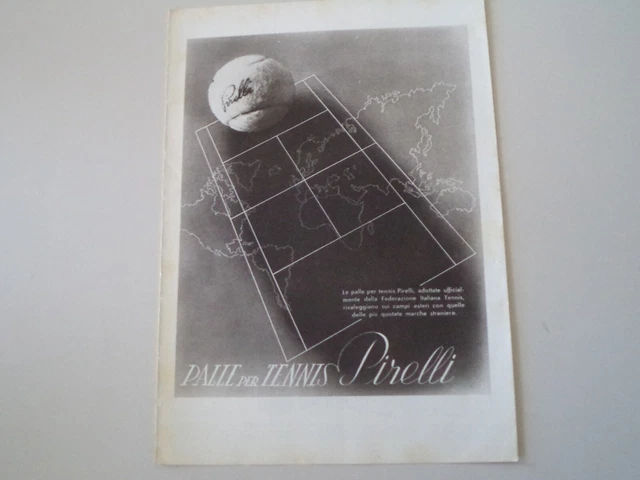 Pirelli
Le palle per tennis Pirelli, adottate ufficial-
mente dalla Federazione Italiana Tennis,
rivaleggiano sui campi esteri con quelle
delle più quotate marche straniere.
PALLE PER TENNIS Pirelli